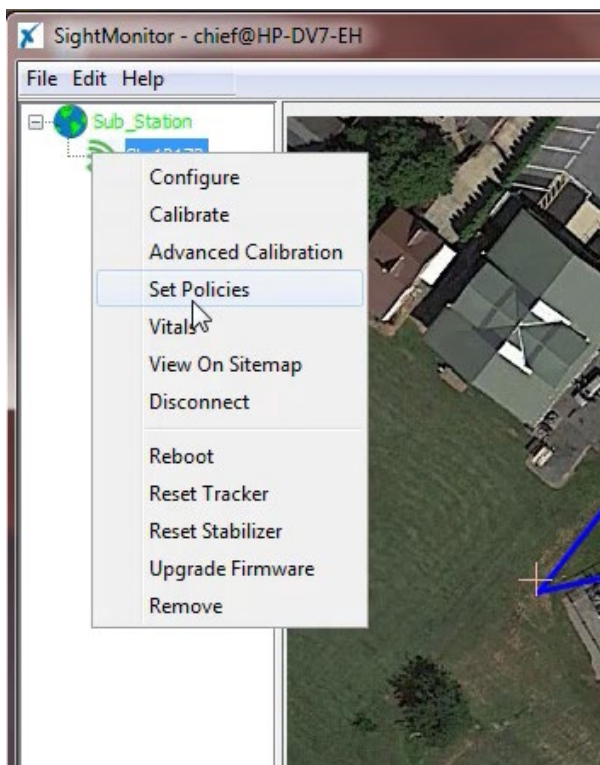 SightMonitor - chief@HP-DV7-EH
File Edit Help
Sub_Station
Configure
Calibrate
Advanced Calibration
Set Policies
Vitals
View On Sitemap
Disconnect
Reboot
Reset Tracker
Reset Stabilizer
Upgrade Firmware
Remove